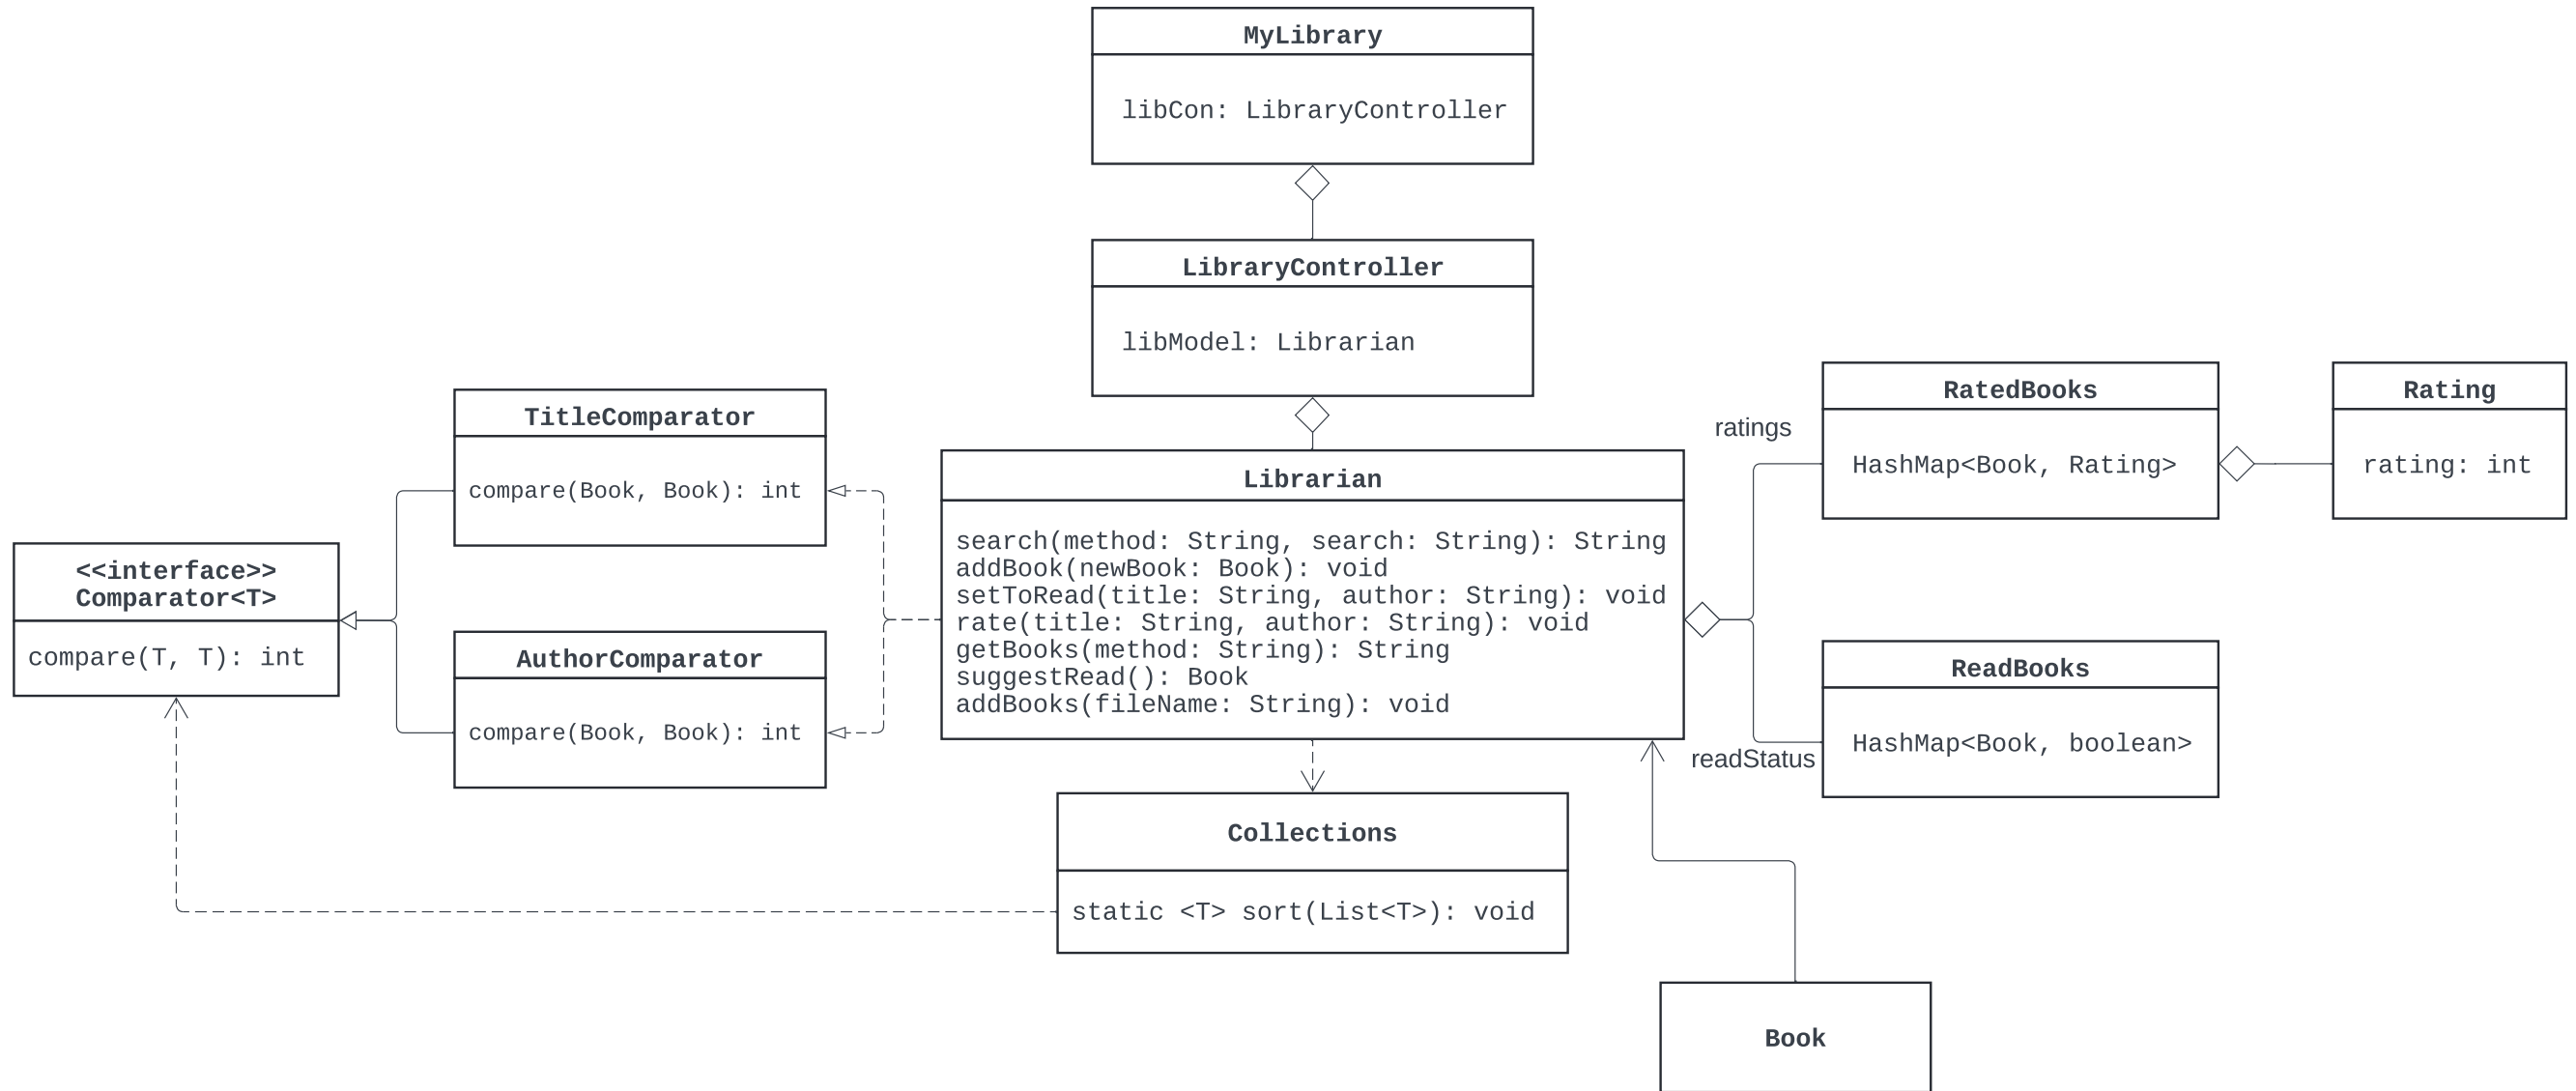 MyLibrary
libCon: LibraryController
LibraryController
libModel: Librarian
TitleComparator
compare(Book, Book): int
<<interface>>
Comparator<T>
compare(T, T): int
AuthorComparator
compare(Book, Book): int
Librarian
search(method: String, search: String): String
addBook(newBook: Book): void
setToRead(title: String, author: String): void
rate(title: String, author: String): void
getBooks(method: String): String
suggestRead(): Book
addBooks(fileName: String): void
ratings
RatedBooks
HashMap<Book, Rating>
Rating
rating: int
readStatus
ReadBooks
HashMap<Book, boolean>
Collections
static <T> sort(List<T>): void
Book